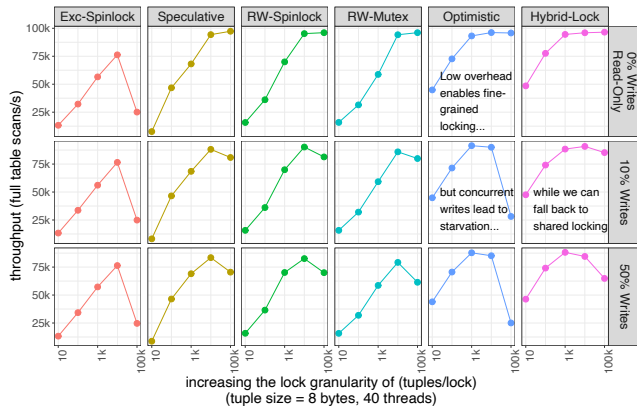 Exc-Spinlock Speculative RW-Spinlock RW-Mutex Optimistic Hybrid-Lock
throughput (full table scans/s)
100k
75k
50k
25k
Low overhead
enables fine-
grained
locking...
0% Writes
Read-Only
75k
50k
25k
but concurrent
writes lead to
starvation...
while we can
fall back to
shared locking
10% Writes
75k
50k
25k
50% Writes
10 1k 100k 10 1k 100k 10 1k 100k 10 1k 100k 10 1k 100k 10 1k 100k
increasing the lock granularity of (tuples/lock)
(tuple size = 8 bytes, 40 threads)